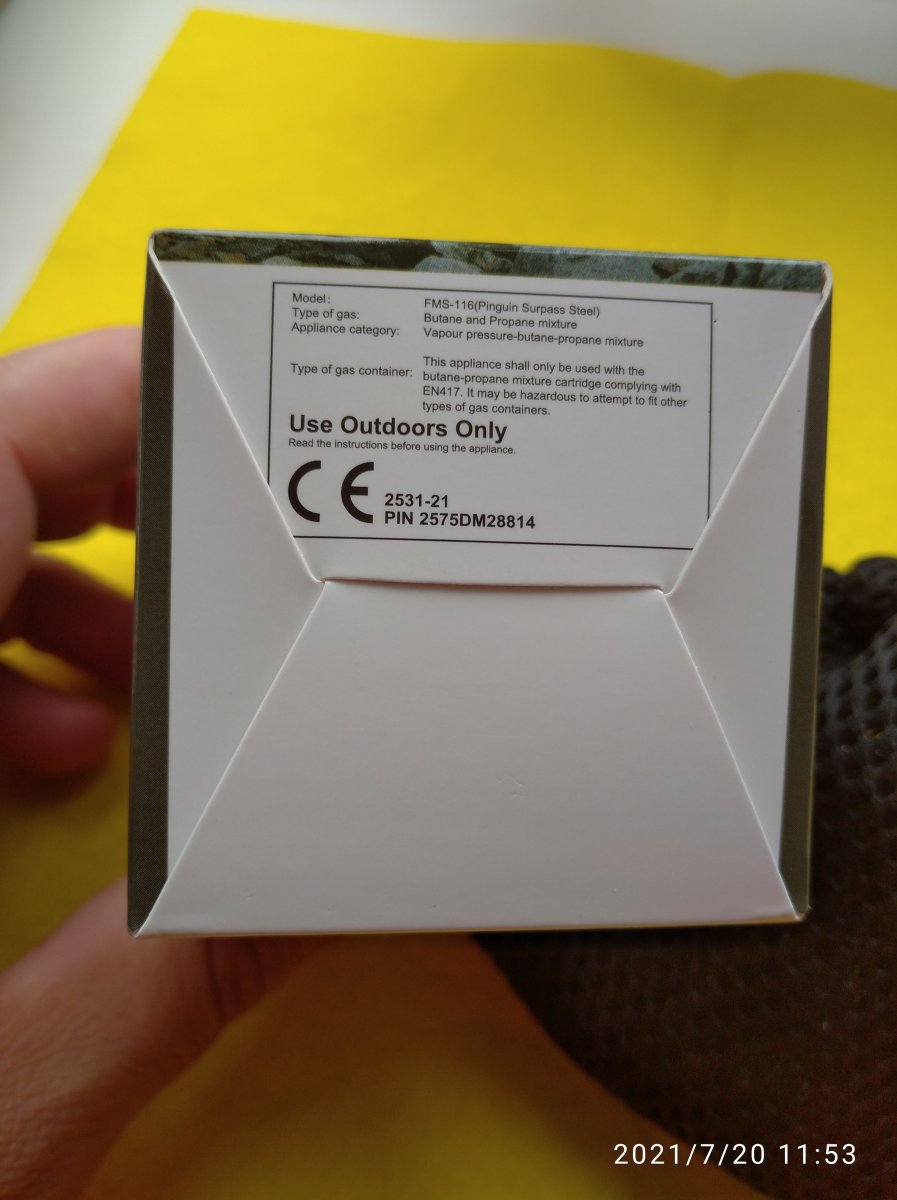 Model: FMS-116(Pinguin Surpass Steel)
Type of gas: Butane and Propane mixture
Appliance category: Vapour pressure-butane-propane mixture
Type of gas container: This appliance shall only be used with the
butane-propane mixture cartridge complying with
EN417. It may be hazardous to attempt to fit other
types of gas containers.
Use Outdoors Only
Read the instructions before using the appliance.
CE 2531-21
PIN 2575DM28814
2021/7/20 11:53